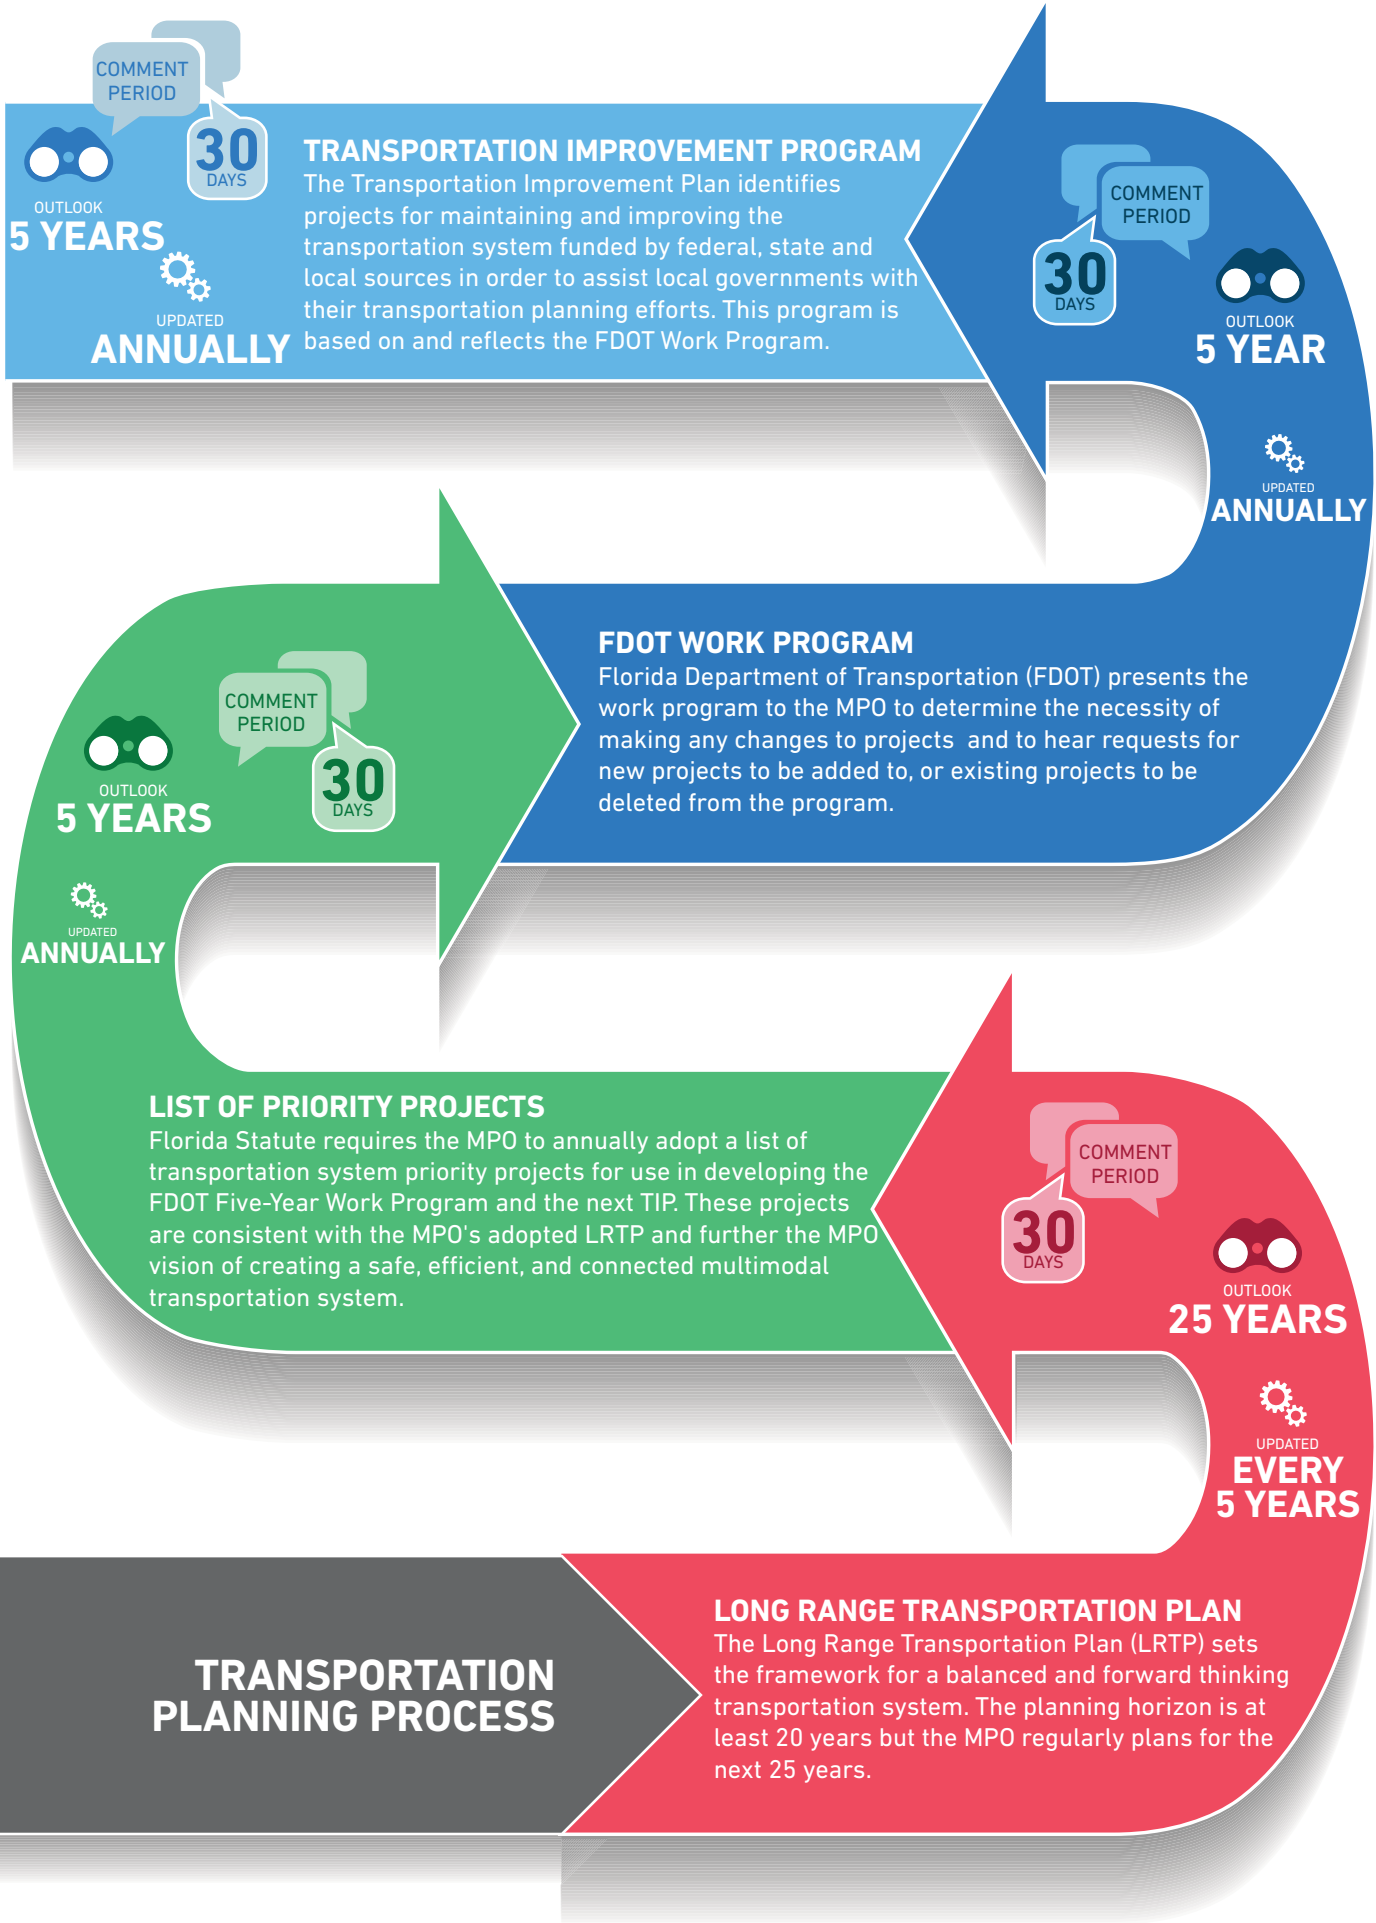 COMMENT
PERIOD
30
DAYS
OUTLOOK
5 YEARS
UPDATED
ANNUALLY
TRANSPORTATION IMPROVEMENT PROGRAM
The Transportation Improvement Plan identifies
projects for maintaining and improving the
transportation system funded by federal, state and
local sources in order to assist local governments with
their transportation planning efforts. This program is
based on and reflects the FDOT Work Program.
COMMENT
PERIOD
30
DAYS
OUTLOOK
5 YEAR
UPDATED
ANNUALLY
FDOT WORK PROGRAM
Florida Department of Transportation (FDOT) presents the
work program to the MPO to determine the necessity of
making any changes to projects  and to hear requests for
new projects to be added to, or existing projects to be
deleted from the program.
COMMENT
PERIOD
30
DAYS
OUTLOOK
5 YEARS
UPDATED
ANNUALLY
LIST OF PRIORITY PROJECTS
Florida Statute requires the MPO to annually adopt a list of
transportation system priority projects for use in developing the
FDOT Five-Year Work Program and the next TIP. These projects
are consistent with the MPO's adopted LRTP and further the MPO
vision of creating a safe, efficient, and connected multimodal
transportation system.
COMMENT
PERIOD
30
DAYS
OUTLOOK
25 YEARS
UPDATED
EVERY
5 YEARS
LONG RANGE TRANSPORTATION PLAN
The Long Range Transportation Plan (LRTP) sets
the framework for a balanced and forward thinking
transportation system. The planning horizon is at
least 20 years but the MPO regularly plans for the
next 25 years.
TRANSPORTATION
PLANNING PROCESS